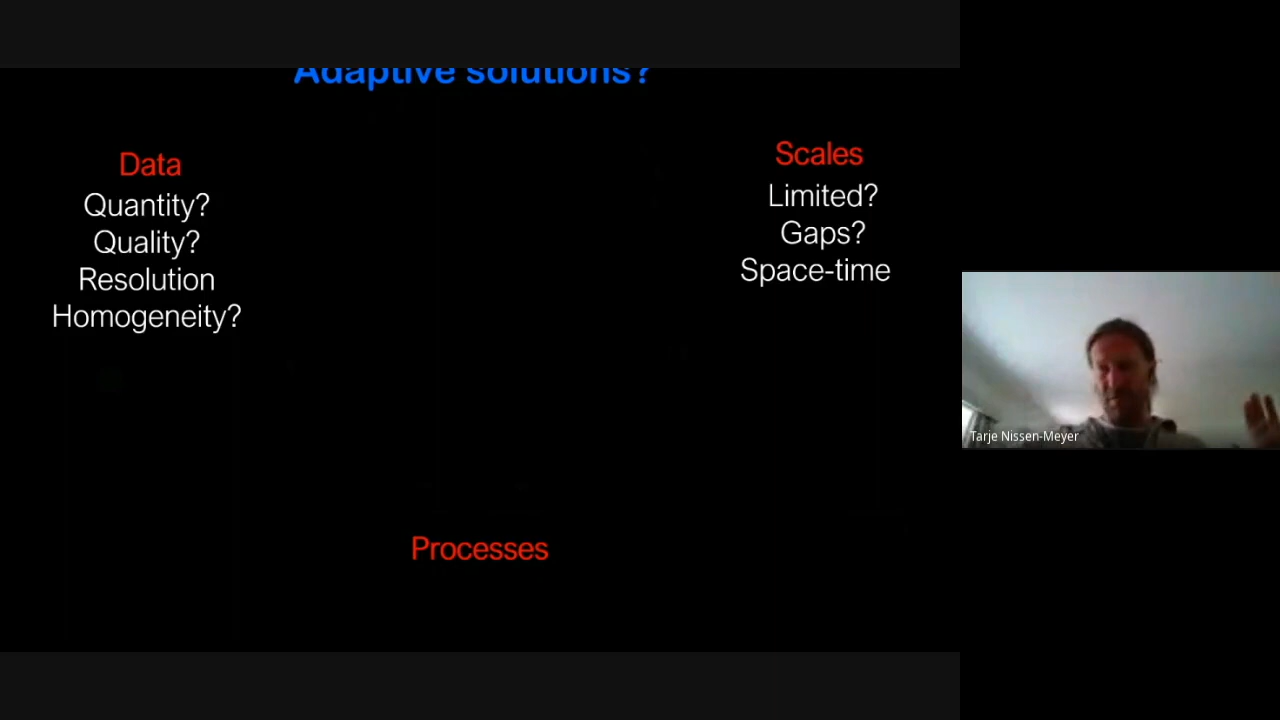 Adaptive solutions?
Data
Quantity?
Quality?
Resolution
Homogeneity?
Scales
Limited?
Gaps?
Space-time
Processes
Tarje Nissen-Meyer